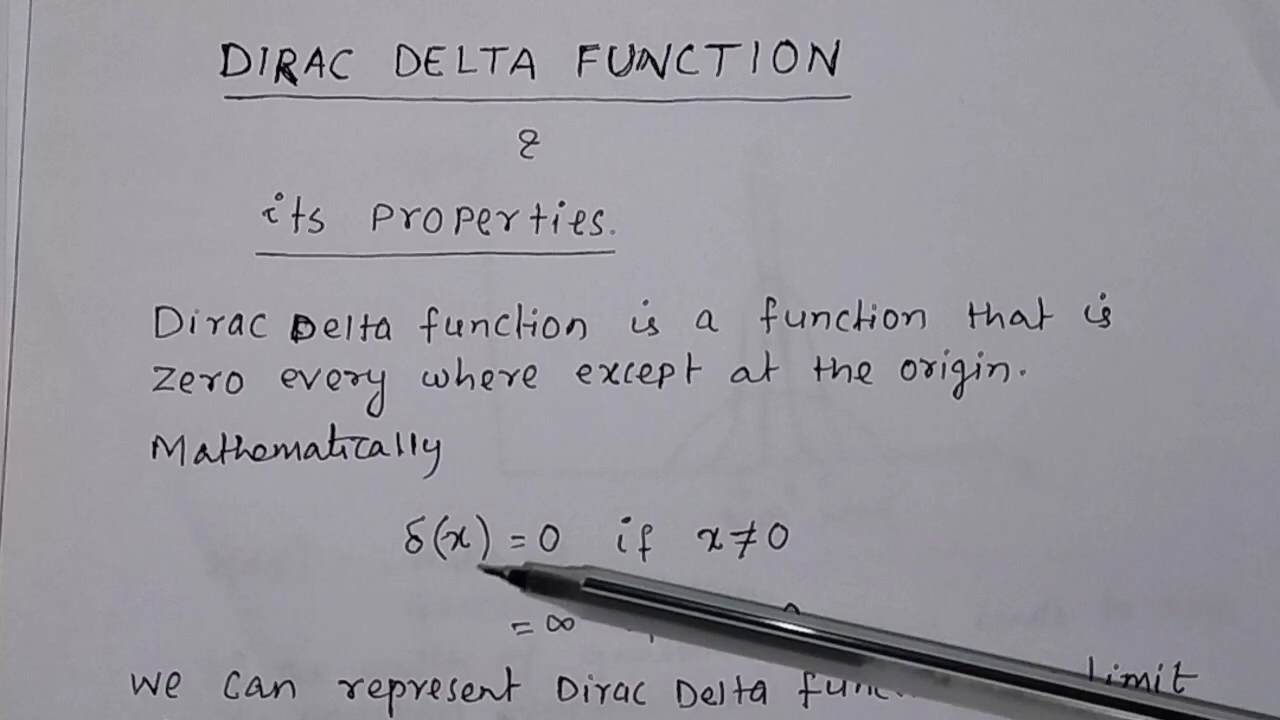 DIRAC DELTA FUNCTION
&
its properties.
Dirac Delta function is a function that is
zero every where except at the origin.
Mathematically
δ(x) = 0 if x ≠ 0
= ∞
we can represent Dirac Delta limit